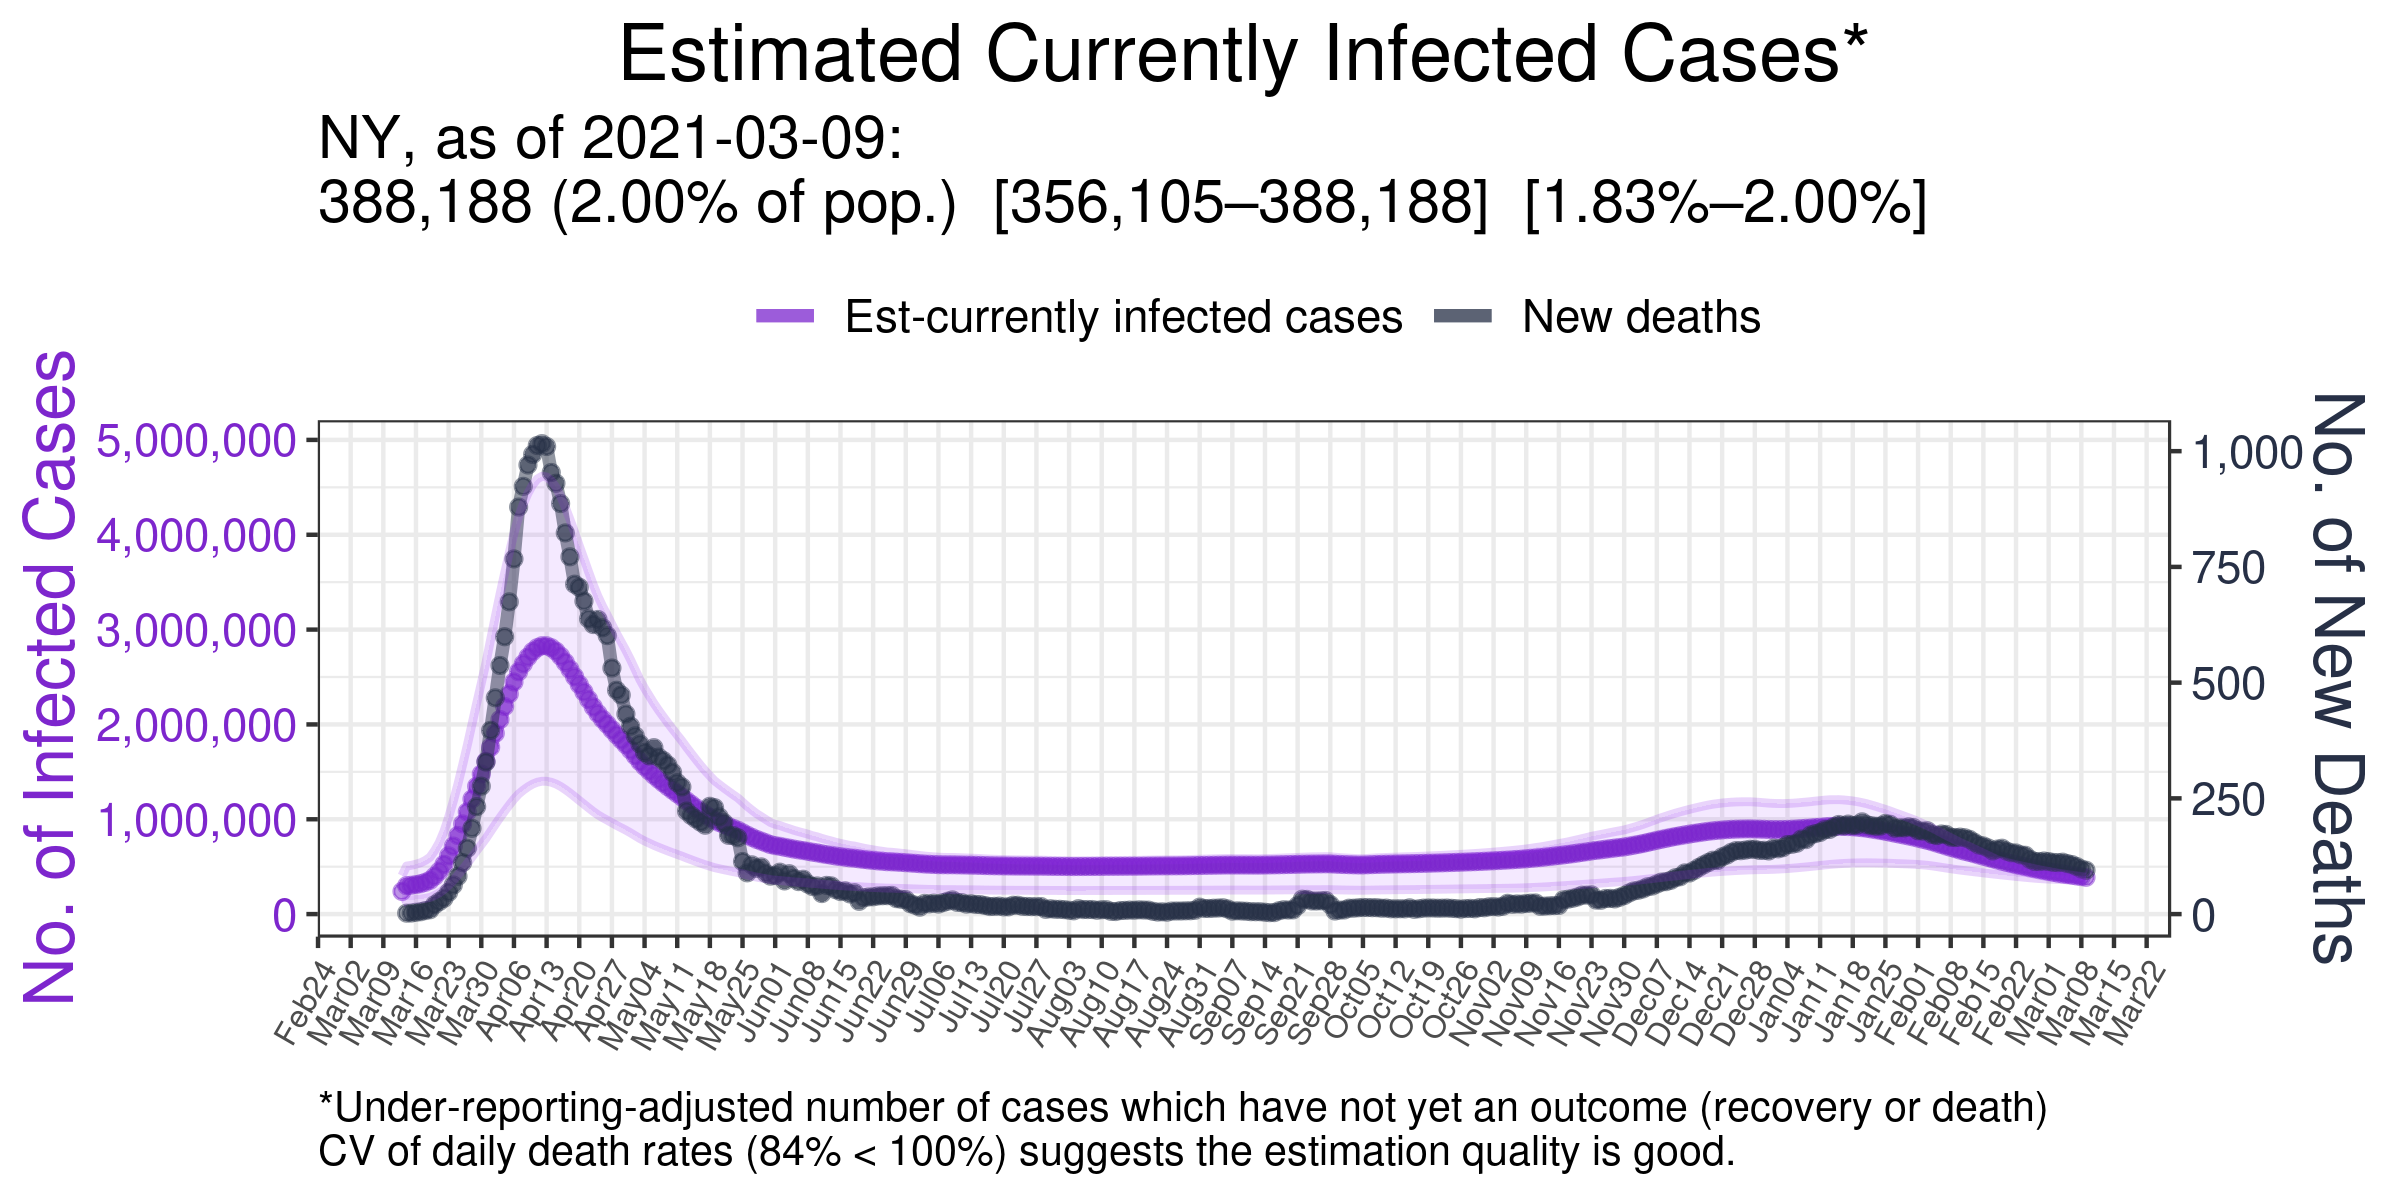 Estimated Currently Infected Cases*
NY, as of 2021-03-09:
388,188 (2.00% of pop.) [356,105–388,188] [1.83%–2.00%]
Est-currently infected cases
New deaths
No. of Infected Cases
5,000,000
4,000,000
3,000,000
2,000,000
1,000,000
0
1,000
750
500
250
0
No. of New Deaths
Feb24
Mar02
Mar09
Mar16
Mar23
Mar30
Apr06
Apr13
Apr20
Apr27
May04
May11
May18
May25
Jun01
Jun08
Jun15
Jun22
Jun29
Jul06
Jul13
Jul20
Jul27
Aug03
Aug10
Aug17
Aug24
Aug31
Sep07
Sep14
Sep21
Sep28
Oct05
Oct12
Oct19
Oct26
Nov02
Nov09
Nov16
Nov23
Nov30
Dec07
Dec14
Dec21
Dec28
Jan04
Jan11
Jan18
Jan25
Feb01
Feb08
Feb15
Feb22
Mar01
Mar08
Mar15
Mar22
*Under-reporting-adjusted number of cases which have not yet an outcome (recovery or death)
CV of daily death rates (84% < 100%) suggests the estimation quality is good.